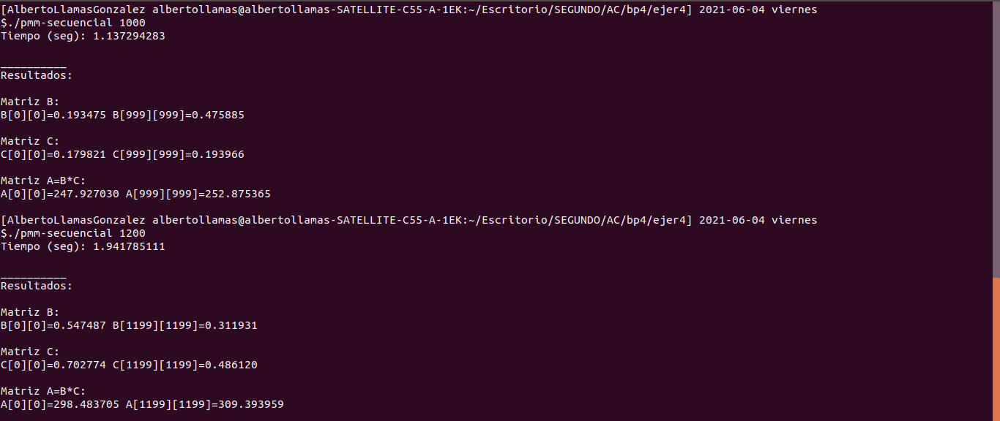 [AlbertoLlamasGonzalez albertollamas@albertollamas-SATELLITE-C55-A-1EK:~/Escritorio/SEGUNDO/AC/bp4/ejer4] 2021-06-04 viernes
$./pmm-secuencial 1000
Tiempo (seg): 1.137294283
__________
Resultados:
Matriz B:
B[0][0]=0.193475 B[999][999]=0.475885
Matriz C:
C[0][0]=0.179821 C[999][999]=0.193966
Matriz A=B*C:
A[0][0]=247.927030 A[999][999]=252.875365
[AlbertoLlamasGonzalez albertollamas@albertollamas-SATELLITE-C55-A-1EK:~/Escritorio/SEGUNDO/AC/bp4/ejer4] 2021-06-04 viernes
$./pmm-secuencial 1200
Tiempo (seg): 1.941785111
__________
Resultados:
Matriz B:
B[0][0]=0.547487 B[1199][1199]=0.311931
Matriz C:
C[0][0]=0.702774 C[1199][1199]=0.486120
Matriz A=B*C:
A[0][0]=298.483705 A[1199][1199]=309.393959